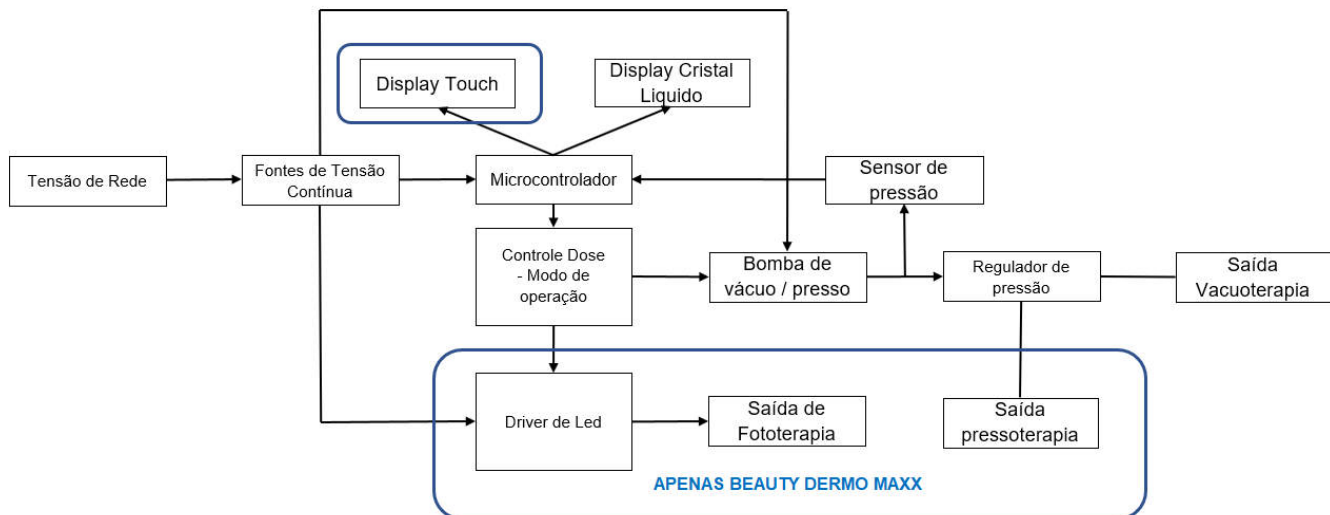 Display Touch
Display Cristal
Liquido
Tensão de Rede
Fontes de Tensão
Contínua
Microcontrolador
Sensor de
pressão
Controle Dose
- Modo de
operação
Bomba de
vácuo / presso
Regulador de
pressão
Saída
Vacuoterapia
Driver de Led
Saída de
Fototerapia
Saída
pressoterapia
APENAS BEAUTY DERMO MAXX